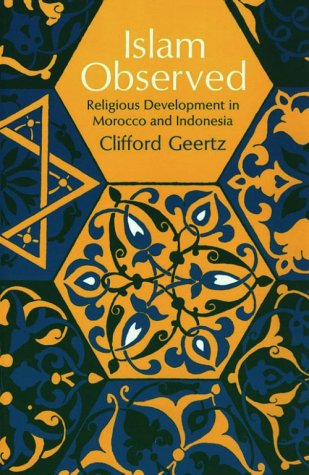 Islam
Observed
Religious Development in
Morocco and Indonesia
Clifford Geertz